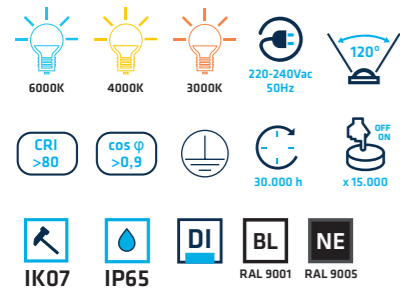 120°
6000K
4000K
3000K
220-240Vac
50Hz
CRI
>80
cos φ
>0,9
OFF
ON
30.000 h
x 15.000
DI
BL
NE
IK07
IP65
RAL 9001
RAL 9005